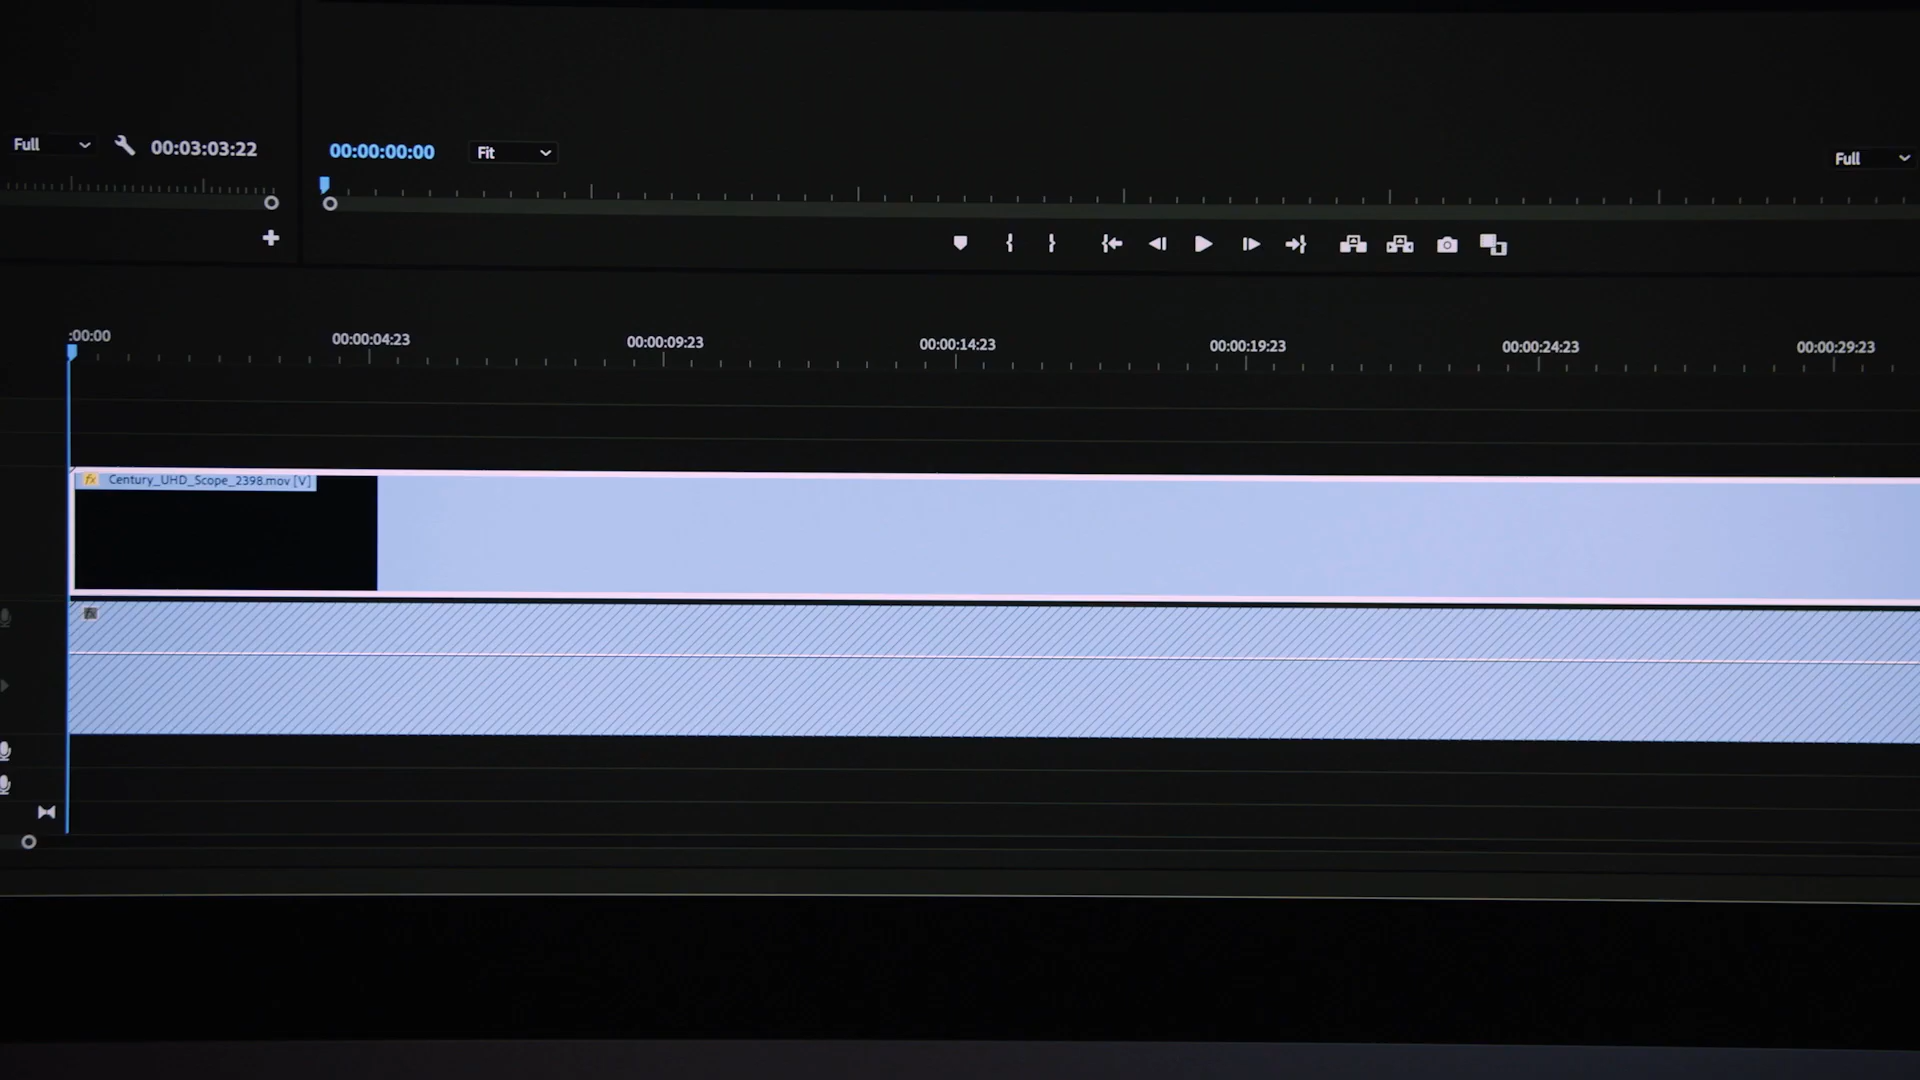 Full
00:03:03:22
00:00:00:00
Fit
Full
:00:00
00:00:04:23
00:00:09:23
00:00:14:23
00:00:19:23
00:00:24:23
00:00:29:23
fx Century_UHD_Scope_2398.mov [V]
fx